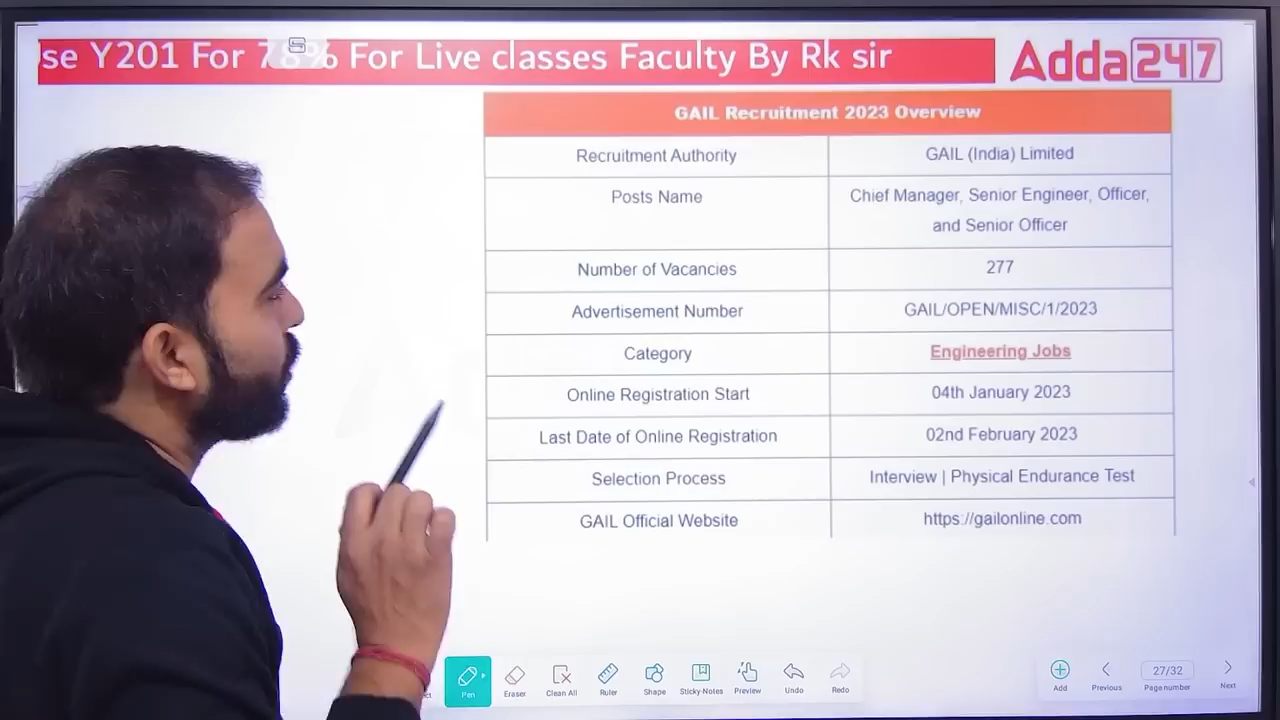 se Y201 For 78% For Live classes Faculty By Rk sir
Adda247
GAIL Recruitment 2023 Overview
Recruitment Authority
GAIL (India) Limited
Posts Name
Chief Manager, Senior Engineer, Officer,
and Senior Officer
Number of Vacancies
277
Advertisement Number
GAIL/OPEN/MISC/1/2023
Category
Engineering Jobs
Online Registration Start
04th January 2023
Last Date of Online Registration
02nd February 2023
Selection Process
Interview | Physical Endurance Test
GAIL Official Website
https://gailonline.com
Pen
Eraser
Clean All
Ruler
Shape
Sticky-Notes
Preview
Undo
Redo
Add
Previous
27/32
Page number
Next